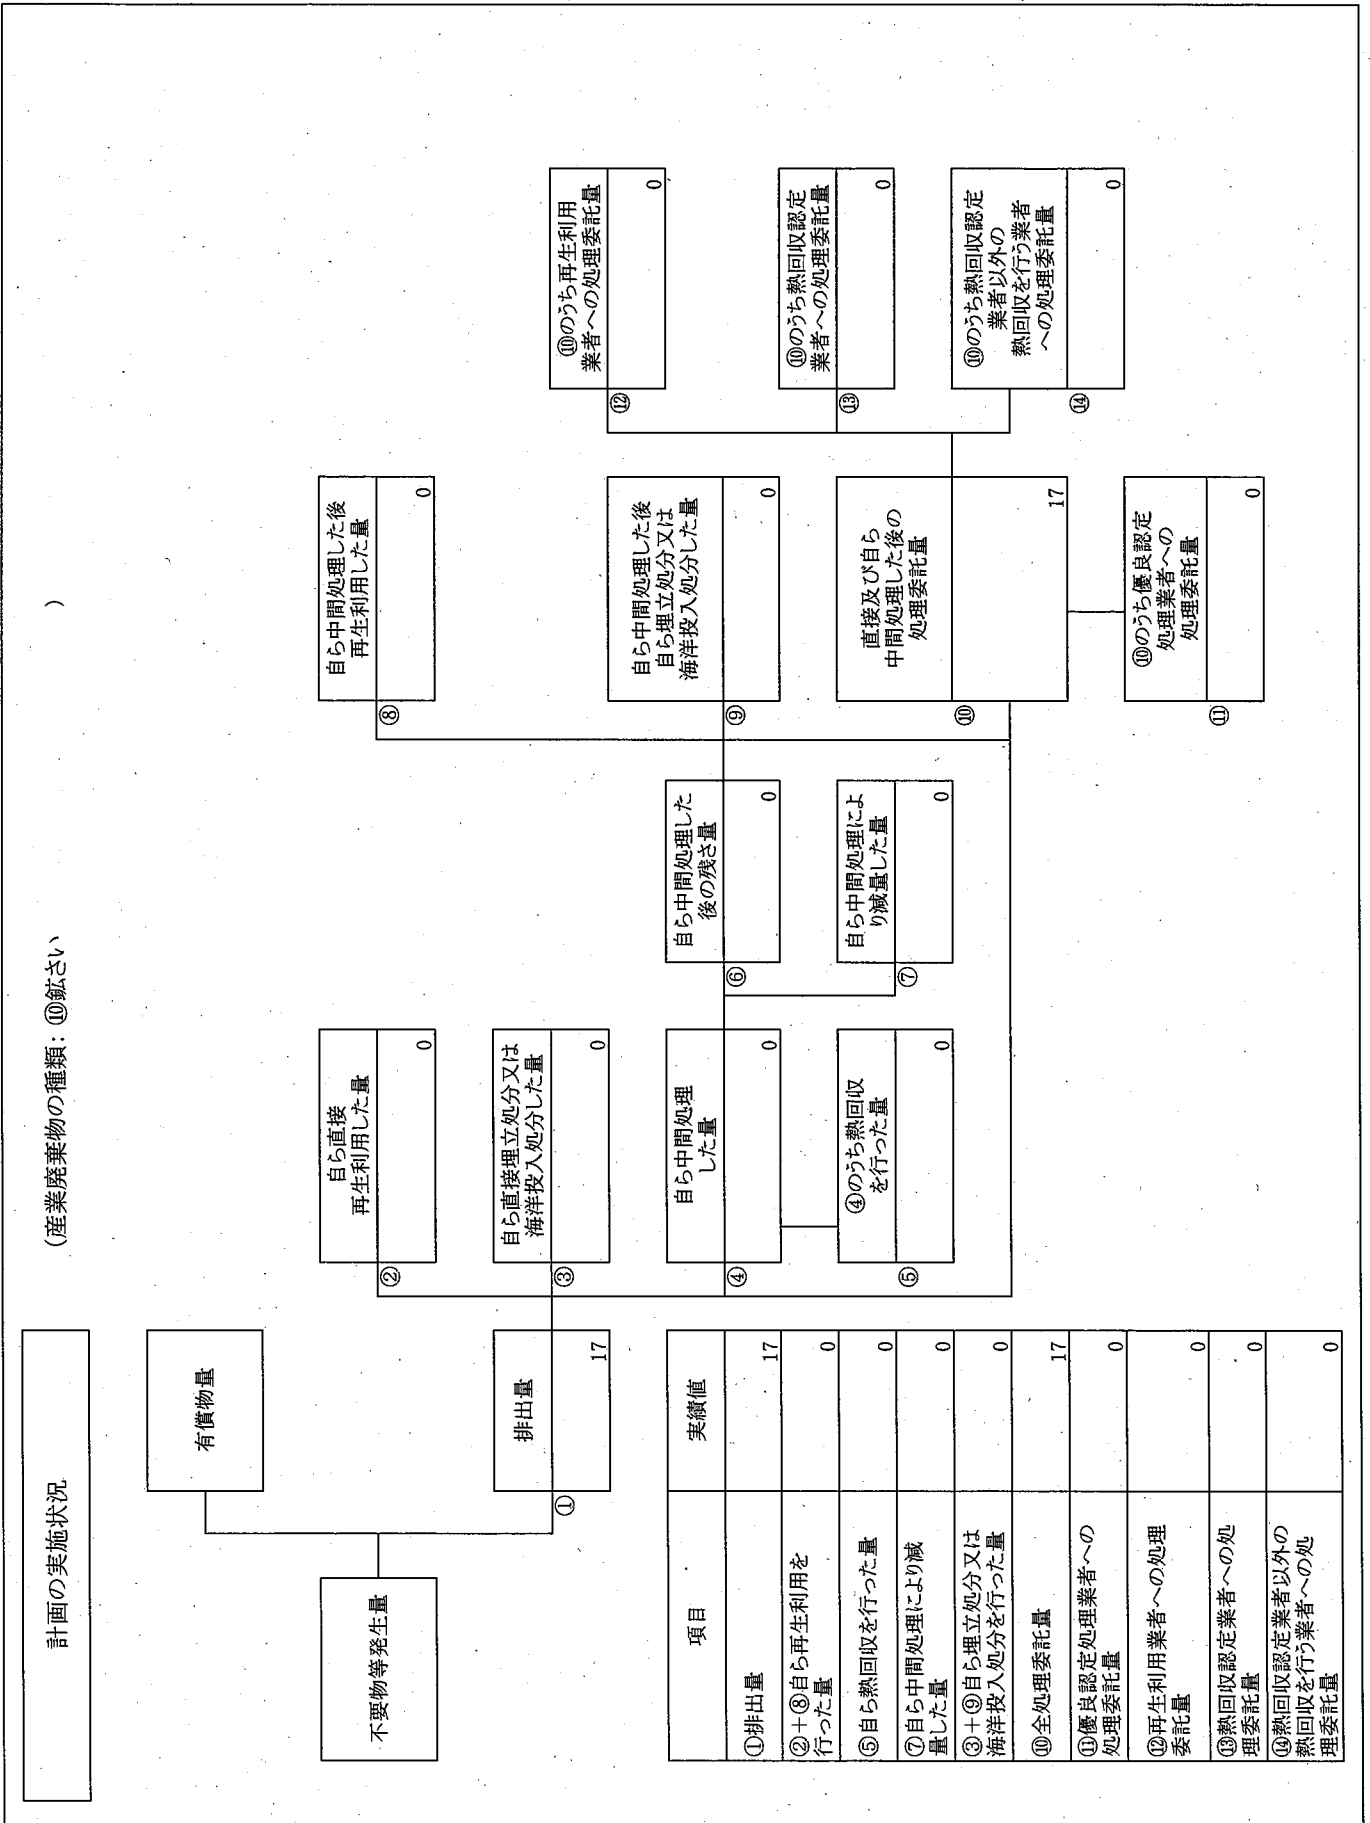 計画の実施状況
(産業廃棄物の種類：⑩鉱さい　　　)
不要物等発生量
有償物量
①
排出量
17
②
自ら直接
再生利用した量
0
③
自ら直接埋立処分又は
海洋投入処分した量
0
④
自ら中間処理
した量
0
⑤
④のうち熱回収
を行った量
0
⑥
自ら中間処理した
後の残さ量
0
⑦
自ら中間処理によ
り減量した量
0
⑧
自ら中間処理した後
再生利用した量
0
⑨
自ら中間処理した後
自ら埋立処分又は
海洋投入処分した量
0
⑩
直接及び自ら
中間処理した後の
処理委託量
17
⑪
⑩のうち優良認定
処理業者への
処理委託量
0
⑫
⑩のうち再生利用
業者への処理委託量
0
⑬
⑩のうち熱回収認定
業者への処理委託量
0
⑭
⑩のうち熱回収認定
業者以外の
熱回収を行う業者
への処理委託量
0
項目 実績値
①排出量 17
②+⑧自ら再生利用を
行った量 0
⑤自ら熱回収を行った量 0
⑦自ら中間処理により減
量した量 0
③+⑨自ら埋立処分又は
海洋投入処分を行った量 0
⑩全処理委託量 17
⑪優良認定処理業者への
処理委託量 0
⑫再生利用業者への処理
委託量 0
⑬熱回収認定業者への処
理委託量 0
⑭熱回収認定業者以外の
熱回収を行う業者への処
理委託量 0